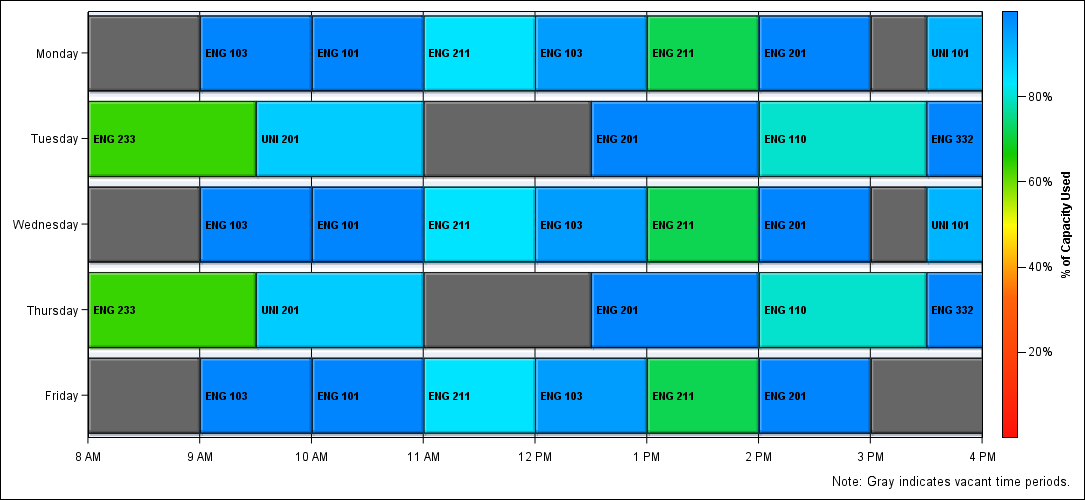 Monday
ENG 103 ENG 101 ENG 211 ENG 103 ENG 211 ENG 201 UNI 101
Tuesday
ENG 233 UNI 201 ENG 201 ENG 110 ENG 332
Wednesday
ENG 103 ENG 101 ENG 211 ENG 103 ENG 211 ENG 201 UNI 101
Thursday
ENG 233 UNI 201 ENG 201 ENG 110 ENG 332
Friday
ENG 103 ENG 101 ENG 211 ENG 103 ENG 211 ENG 201
8 AM 9 AM 10 AM 11 AM 12 PM 1 PM 2 PM 3 PM 4 PM
80%
60%
40%
20%
% of Capacity Used
Note: Gray indicates vacant time periods.